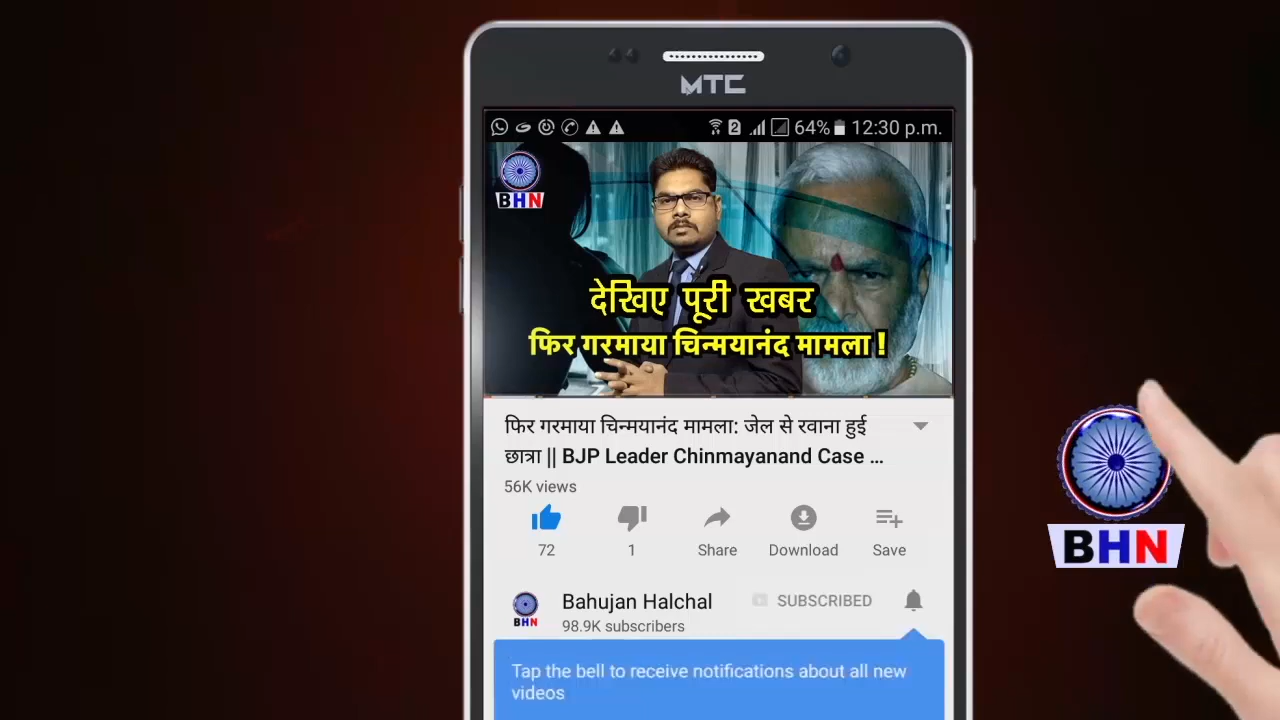 MTC
2 64% 12:30 p.m.
BHN
देखिए पूरी खबर
फिर गरमाया चिन्मयानंद मामला !
फिर गरमाया चिन्मयानंद मामला: जेल से रवाना हुई
छात्रा || BJP Leader Chinmayanand Case ...
56K views
72 1 Share Download Save
Bahujan Halchal SUBSCRIBED
98.9K subscribers
BHN
Tap the bell to receive notifications about all new
videos
BHN